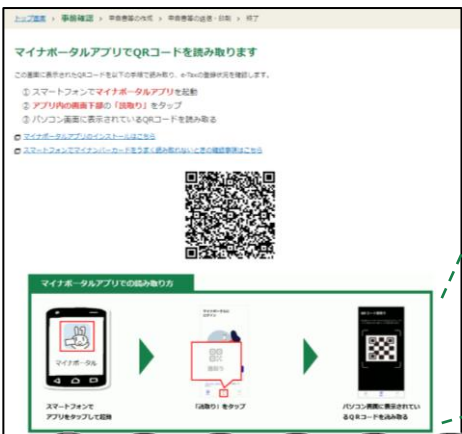 トップ画面 > 事前確認 > 申告書等の作成 > 申告書等の送信・印刷 > 終了
マイナポータルアプリでQRコードを読み取ります
この画面に表示されたQRコードを以下の手順で読み取り、e-Taxの登録状況を確認します。
① スマートフォンでマイナポータルアプリを起動
② アプリ内の画面下部の「読取り」をタップ
③ パソコン画面に表示されているQRコードを読み取る
マイナポータルアプリのインストールはこちら
スマートフォンでマイナンバーカードをうまく読み取れないときの確認事項はこちら
マイナポータルアプリでの読み取り方
マイナポータル
読取り
スマートフォンで
アプリをタップして起動
「読取り」をタップ
パソコン画面に表示されてい
るQRコードを読み取る